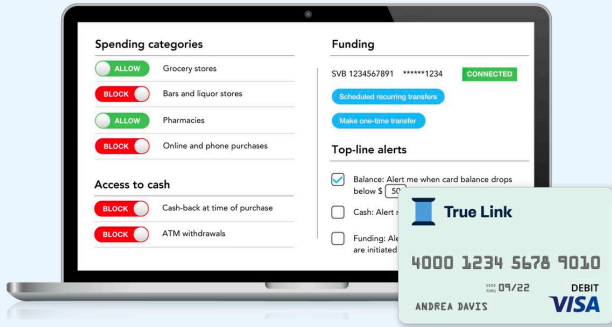 Spending categories
ALLOW Grocery stores
BLOCK Bars and liquor stores
ALLOW Pharmacies
BLOCK Online and phone purchases
Access to cash
BLOCK Cash-back at time of purchase
BLOCK ATM withdrawals
Funding
SVB 1234567891 ******1234 CONNECTED
Scheduled recurring transfers
Make one-time transfer
Top-line alerts
Balance: Alert me when card balance drops
below $ 50
Cash: Alert
Funding:
are initiated
True Link
4000 1234 5678 9010
09/22
DEBIT
ANDREA DAVIS
VISA